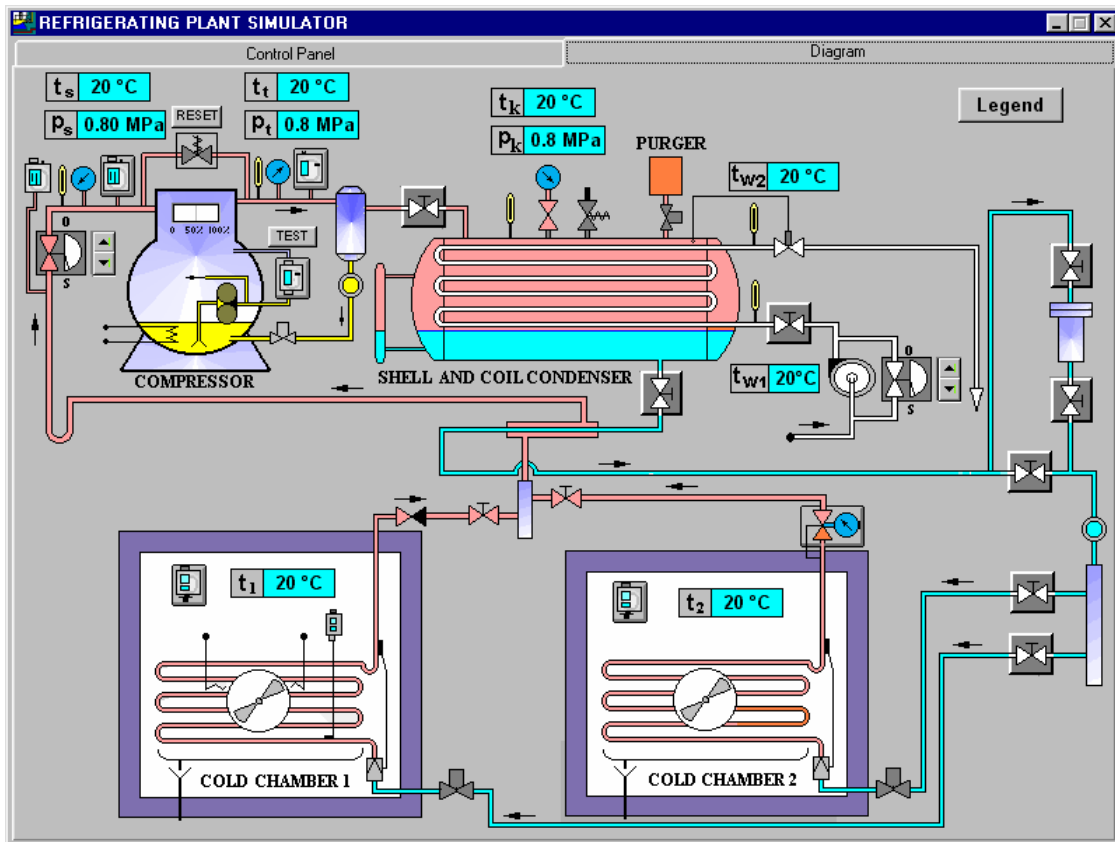 REFRIGERATING PLANT SIMULATOR
Control Panel
Diagram
ts 20 °C
tt 20 °C
tk 20 °C
Legend
RESET
ps 0.80 MPa
pt 0.8 MPa
pk 0.8 MPa
PURGER
tW2 20 °C
0 50% 100%
TEST
O
S
COMPRESSOR
SHELL AND COIL CONDENSER
tW1 20°C
O
S
t1 20 °C
t2 20 °C
COLD CHAMBER 1
COLD CHAMBER 2